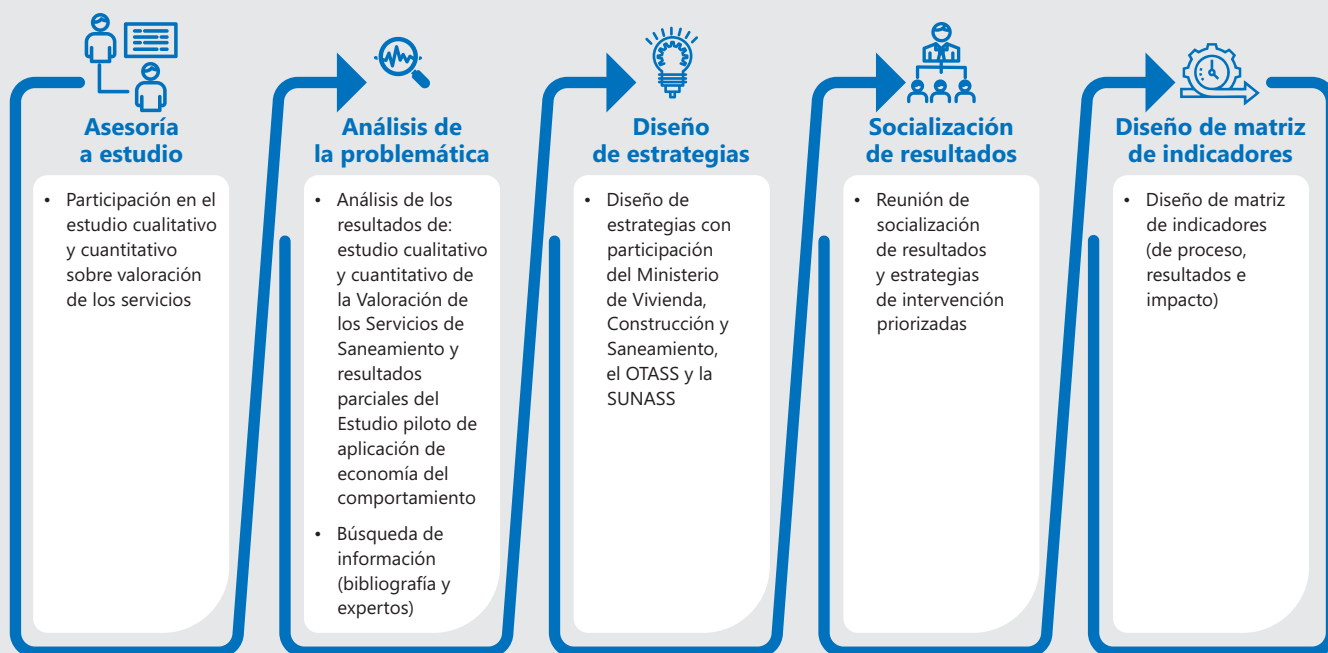 Asesoría
a estudio
• Participación en el
estudio cualitativo
y cuantitativo
sobre valoración
de los servicios
Análisis de
la problemática
• Análisis de los
resultados de:
estudio cualitativo
y cuantitativo de
la Valoración de
los Servicios de
Saneamiento y
resultados
parciales del
Estudio piloto de
aplicación de
economía del
comportamiento
• Búsqueda de
información
(bibliografía y
expertos)
Diseño
de estrategias
• Diseño de
estrategias con
participación
del Ministerio
de Vivienda,
Construcción y
Saneamiento,
el OTASS y la
SUNASS
Socialización
de resultados
• Reunión de
socialización
de resultados
y estrategias
de intervención
priorizadas
Diseño de matriz
de indicadores
• Diseño de matriz
de indicadores
(de proceso,
resultados e
impacto)